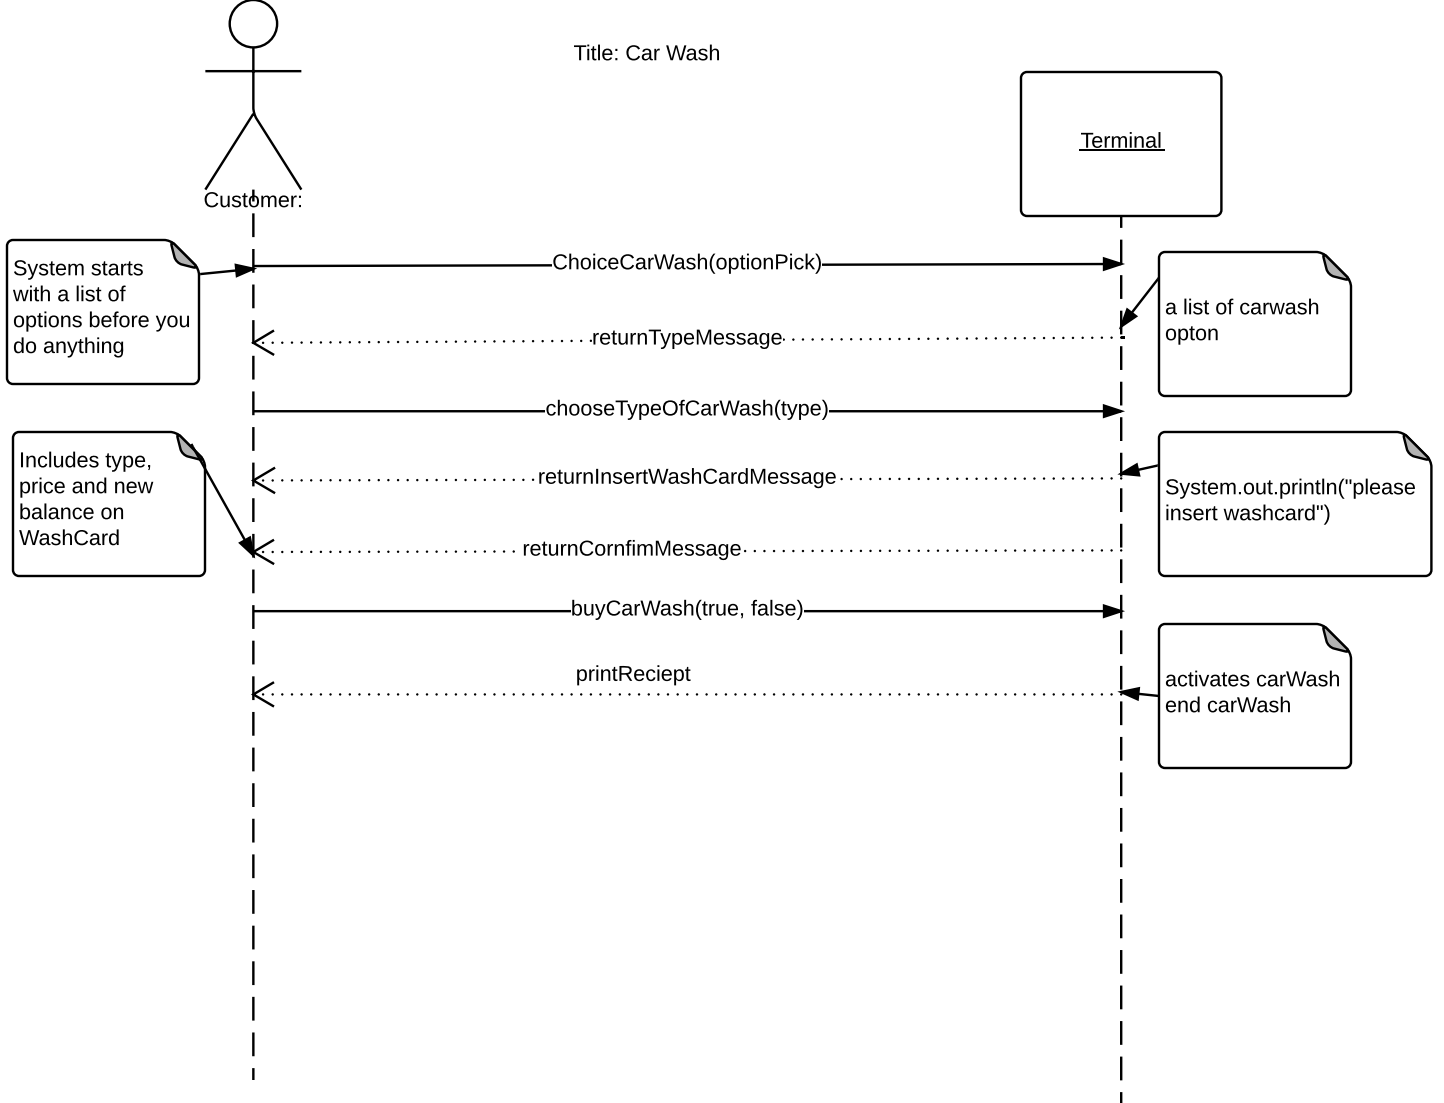 Title: Car Wash
Terminal
Customer:
System starts
with a list of
options before you
do anything
ChoiceCarWash(optionPick)
a list of carwash
opton
returnTypeMessage
chooseTypeOfCarWash(type)
Includes type,
price and new
balance on
WashCard
returnInsertWashCardMessage
System.out.println("please
insert washcard")
returnCornfimMessage
buyCarWash(true, false)
printReciept
activates carWash
end carWash